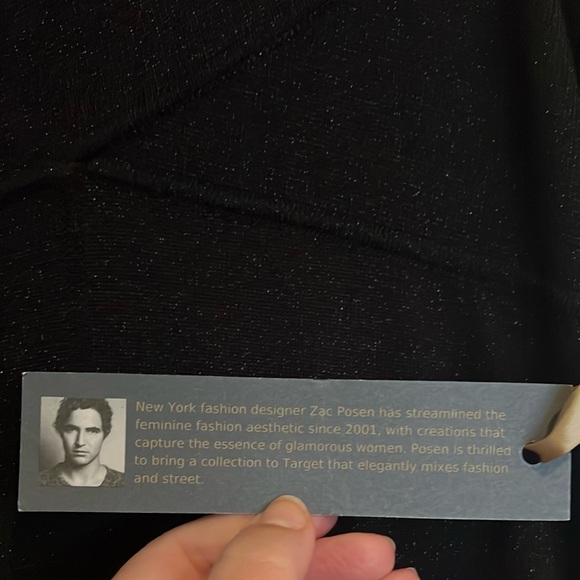 New York fashion designer Zac Posen has streamlined the
feminine fashion aesthetic since 2001, with creations that
capture the essence of glamorous women. Posen is thrilled
to bring a collection to Target that elegantly mixes fashion
and street.